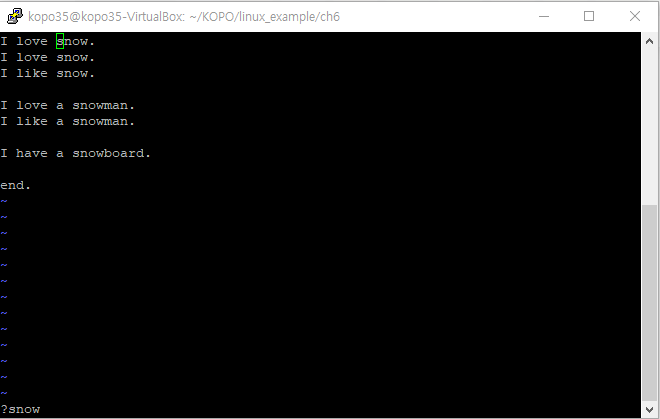 kopo35@kopo35-VirtualBox: ~/KOPO/linux_example/ch6
I love snow.
I love snow.
I like snow.
I love a snowman.
I like a snowman.
I have a snowboard.
end.
~
~
~
~
~
~
~
~
~
~
~
~
~
?snow